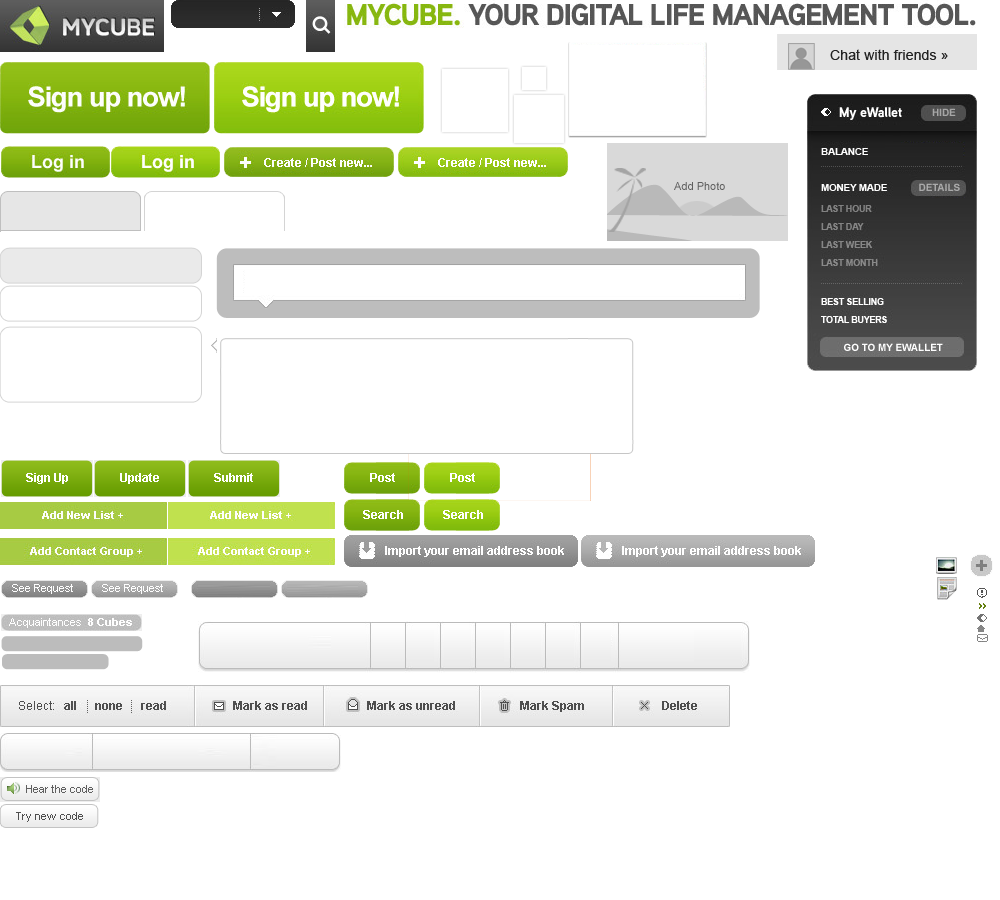 MYCUBE
MYCUBE. YOUR DIGITAL LIFE MANAGEMENT TOOL.
Chat with friends »
Sign up now! Sign up now!
My eWallet HIDE
BALANCE
MONEY MADE DETAILS
LAST HOUR
LAST DAY
LAST WEEK
LAST MONTH
BEST SELLING
TOTAL BUYERS
GO TO MY EWALLET
Log in Log in + Create / Post new... + Create / Post new...
Add Photo
Sign Up Update Submit Post Post
Add New List + Add New List + Search Search
Add Contact Group + Add Contact Group + Import your email address book Import your email address book
See Request See Request
Acquaintances 8 Cubes
Select: all none read Mark as read Mark as unread Mark Spam Delete
Hear the code
Try new code